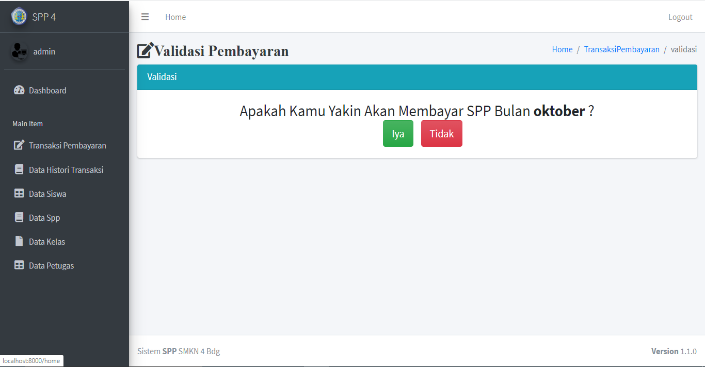 SPP 4
Home
Logout
admin
Validasi Pembayaran
Home / TransaksiPembayaran / validasi
Validasi
Dashboard
Apakah Kamu Yakin Akan Membayar SPP Bulan oktober ?
Iya
Tidak
Main Item
Transaksi Pembayaran
Data Histori Transaksi
Data Siswa
Data Spp
Data Kelas
Data Petugas
Sistem SPP SMKN 4 Bdg
Version 1.1.0
localhost:8000/home